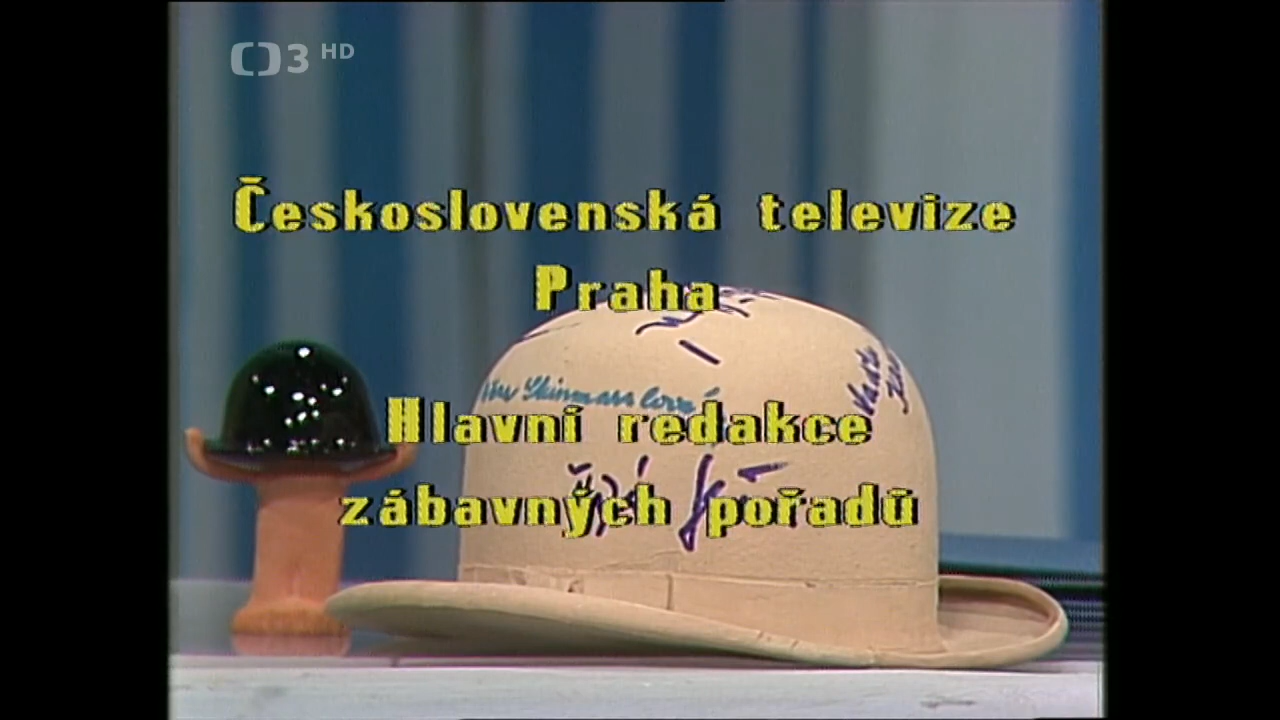 ČT3 HD
Československá televize
Praha
Hlavní redakce
zábavných pořadů